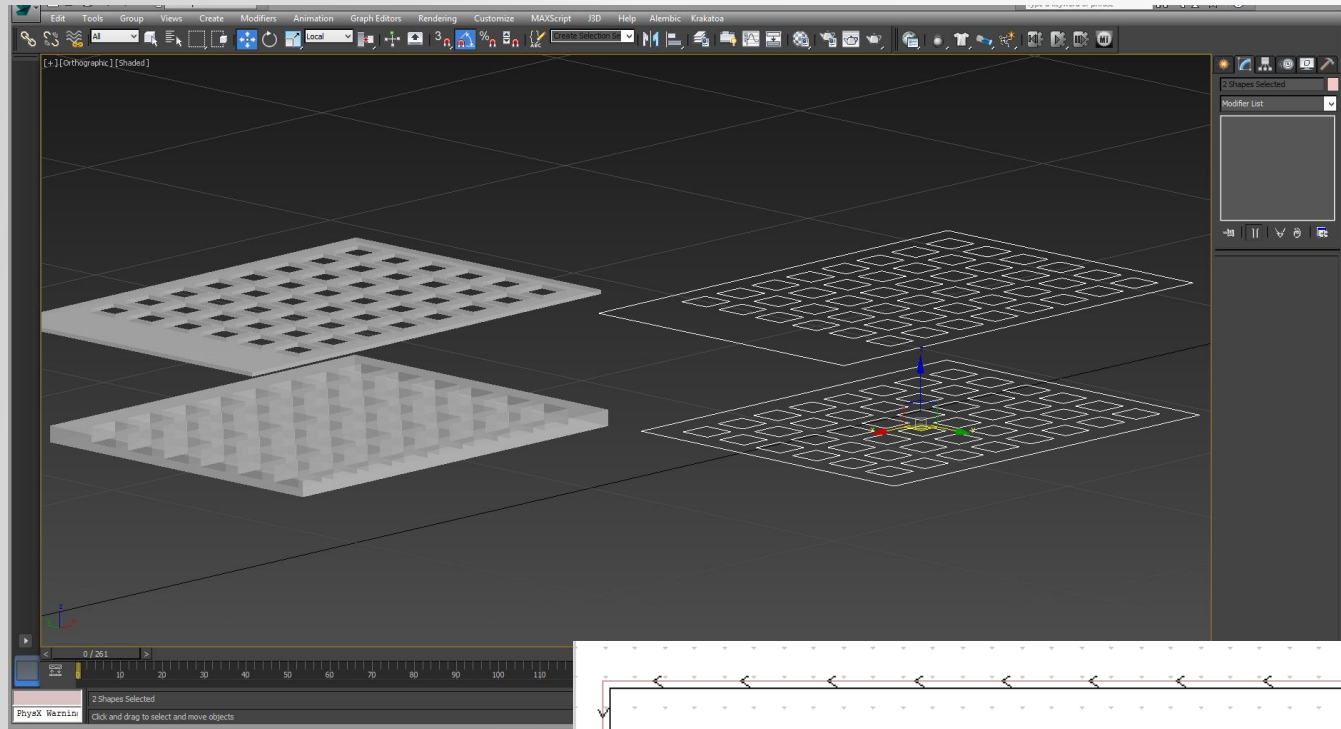 Edit Tools Group Views Create Modifiers Animation Graph Editors Rendering Customize MAXScript J3D Help Alembic Krakatoa
All
Local
3
Create Selection Se
[+] [Orthographic] [Shaded]
2 Shapes Selected
Modifier List
0 / 261
10 20 30 40 50 60 70 80 90 100 110
2 Shapes Selected
PhysX Warnin
Click and drag to select and move objects